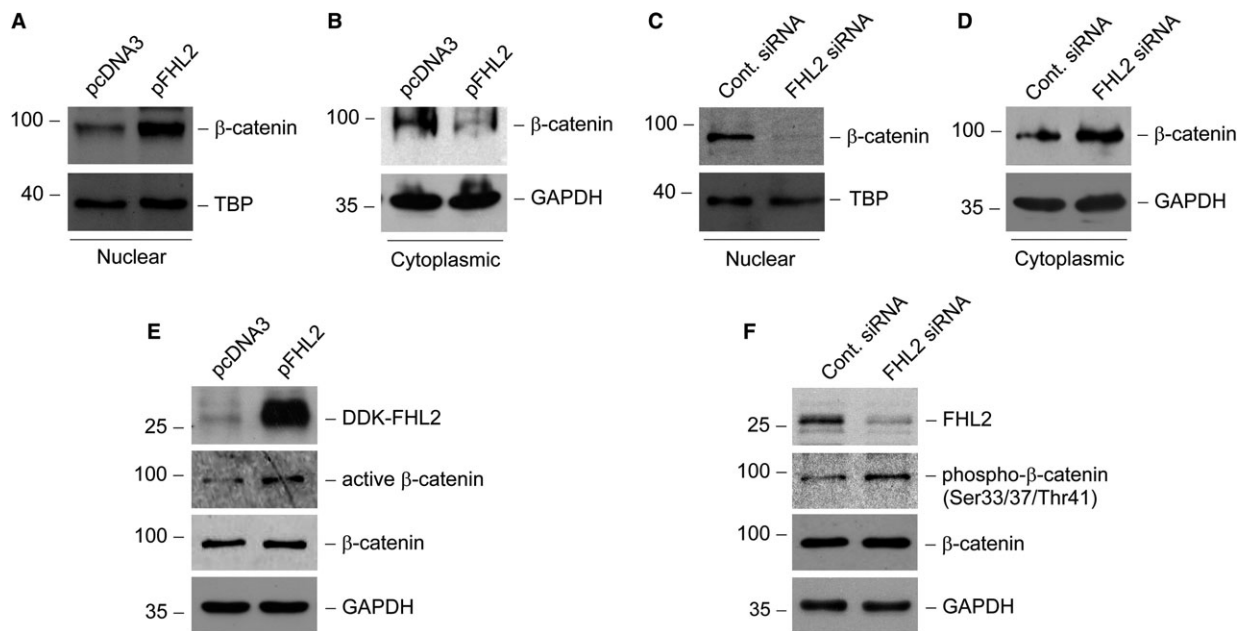 A
pcDNA3
pFHL2
100
β-catenin
40
TBP
Nuclear
B
pcDNA3
pFHL2
100
β-catenin
35
GAPDH
Cytoplasmic
C
Cont. siRNA
FHL2 siRNA
100
β-catenin
40
TBP
Nuclear
D
Cont. siRNA
FHL2 siRNA
100
β-catenin
35
GAPDH
Cytoplasmic
E
pcDNA3
pFHL2
25
DDK-FHL2
100
active β-catenin
100
β-catenin
35
GAPDH
F
Cont. siRNA
FHL2 siRNA
25
FHL2
100
phospho-β-catenin
(Ser33/37/Thr41)
100
β-catenin
35
GAPDH